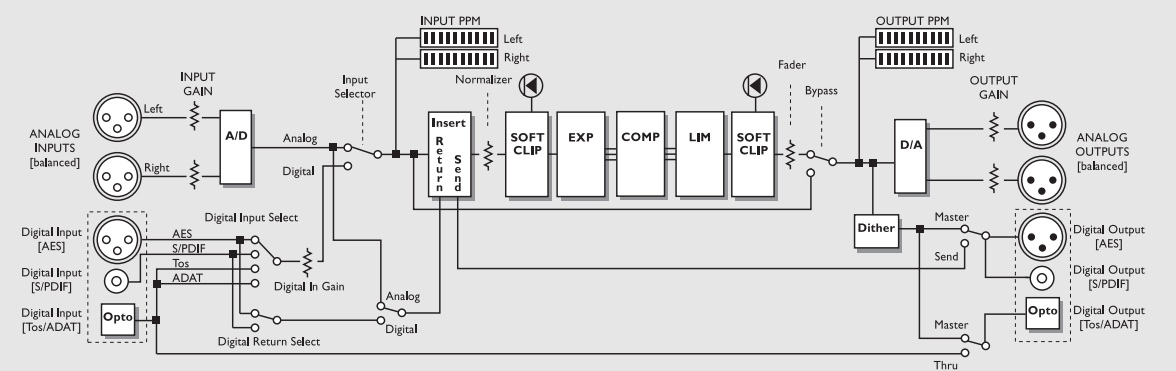 INPUT PPM
Left
Right
OUTPUT PPM
Left
Right
INPUT
GAIN
Input
Selector
Normalizer
Fader
Bypass
OUTPUT
GAIN
ANALOG
INPUTS
[balanced]
Left
Right
A/D
Analog
Digital
Insert
Return
Send
SOFT
CLIP
EXP
COMP
LIM
SOFT
CLIP
D/A
ANALOG
OUTPUTS
[balanced]
Digital Input
[AES]
Digital Input
[S/PDIF]
Digital Input
[Tos/ADAT]
Opto
Digital Input Select
AES
S/PDIF
Tos
ADAT
Digital In Gain
Digital Return Select
Analog
Digital
Dither
Master
Send
Master
Thru
Digital Output
[AES]
Digital Output
[S/PDIF]
Opto
Digital Output
[Tos/ADAT]